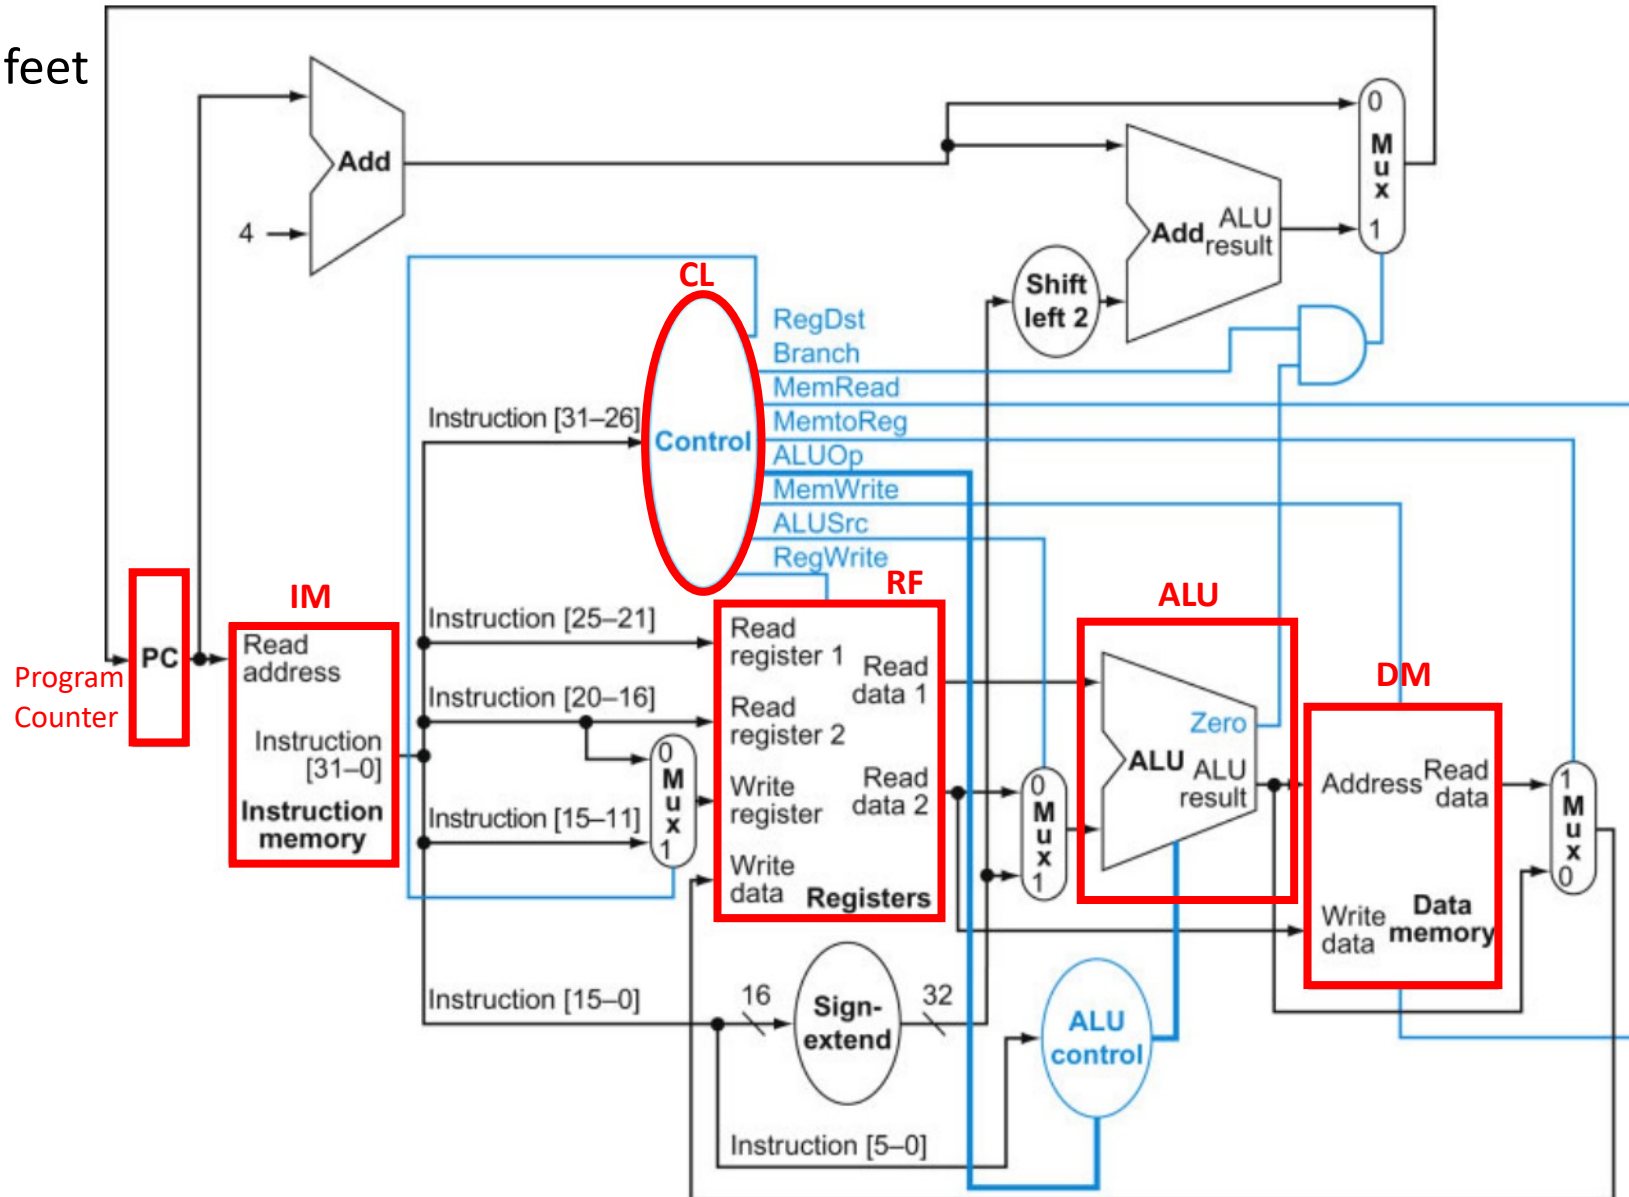 feet
Add
4
0
M
u
x
1
Add
ALU
result
Shift
left 2
CL
Control
RegDst
Branch
MemRead
MemtoReg
ALUOp
MemWrite
ALUSrc
RegWrite
Instruction [31–26]
Program
Counter
PC
IM
Read
address
Instruction
[31–0]
Instruction
memory
Instruction [25–21]
Instruction [20–16]
Instruction [15–11]
0
M
u
x
1
RF
Read
register 1
Read
register 2
Write
register
Write
data
Read
data 1
Read
data 2
Registers
0
M
u
x
1
ALU
Zero
ALU
ALU
result
DM
Address
Read
data
Write
data
Data
memory
1
M
u
x
0
Instruction [15–0]
16
Sign-
extend
32
ALU
control
Instruction [5–0]